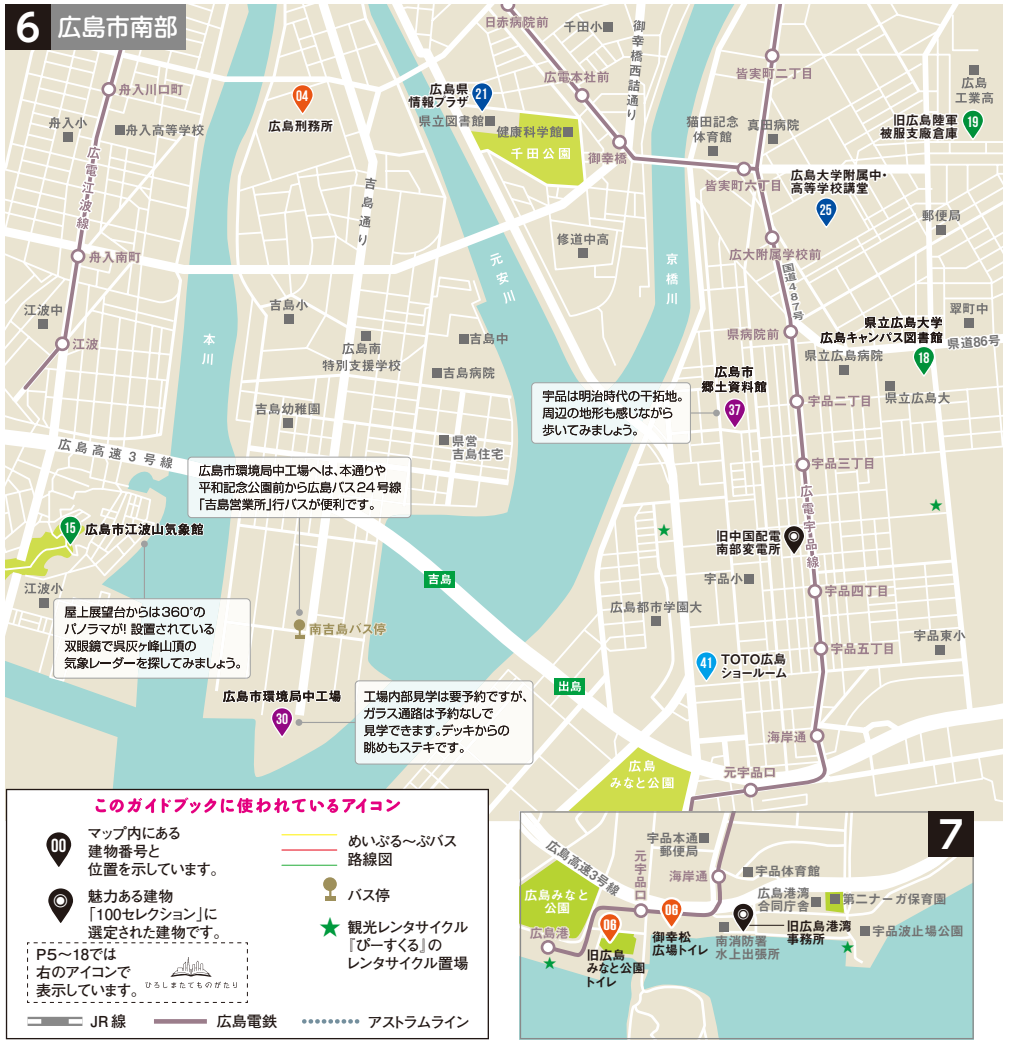 6 広島市南部
日赤病院前
千田小
御幸橋西詰通り
広電本社前
皆実町二丁目
広島
工業高
舟入川口町
04
広島刑務所
広島県
情報プラザ
21
県立図書館
健康科学館
千田公園
猫田記念
体育館
真田病院
旧広島陸軍
被服支廠倉庫
19
舟入小
舟入高等学校
広電江波線
吉島通り
御幸橋
皆実町六丁目
広島大学附属中・
高等学校講堂
25
郵便局
修道中高
舟入南町
元安川
京橋川
広大附属学校前
国道487号
江波中
吉島小
本川
江波
広島南
特別支援学校
吉島中
吉島病院
県病院前
県立広島大学
広島キャンパス図書館
18
翠町中
県道86号
県立広島病院
県立広島大
広島市
郷土資料館
37
宇品は明治時代の干拓地。
周辺の地形も感じながら
歩いてみましょう。
宇品二丁目
吉島幼稚園
県営
吉島住宅
広島高速3号線
宇品三丁目
広島市環境局中工場へは、本通りや
平和記念公園前から広島バス24号線
「吉島営業所」行バスが便利です。
広電宇品線
15
広島市江波山気象館
旧中国配電
南部変電所
江波小
吉島
宇品小
宇品四丁目
広島都市学園大
屋上展望台からは360°の
パノラマが! 設置されている
双眼鏡で呉灰ヶ峰山頂の
気象レーダーを探してみましょう。
南吉島バス停
宇品東小
宇品五丁目
41
TOTO広島
ショールーム
出島
広島市環境局中工場
30
工場内部見学は要予約ですが、
ガラス通路は予約なしで
見学できます。デッキからの
眺めもステキです。
海岸通
広島
みなと公園
元宇品口
このガイドブックに使われているアイコン
00
マップ内にある
建物番号と
位置を示しています。
魅力ある建物
「100セレクション」に
選定された建物です。
P5〜18では
右のアイコンで
表示しています。
ひろしまたてものがたり
めいぷる〜ぷバス
路線図
バス停
観光レンタサイクル
『ぴーすくる』の
レンタサイクル置場
JR線
広島電鉄
アストラムライン
7
宇品本通
郵便局
広島高速3号線
元宇品口
海岸通
宇品体育館
広島みなと
公園
広島港湾
合同庁舎
第二ナーガ保育園
広島港
06
06
御幸松
広場トイレ
旧広島
みなと公園
トイレ
南消防署
水上出張所
旧広島港湾
事務所
宇品波止場公園